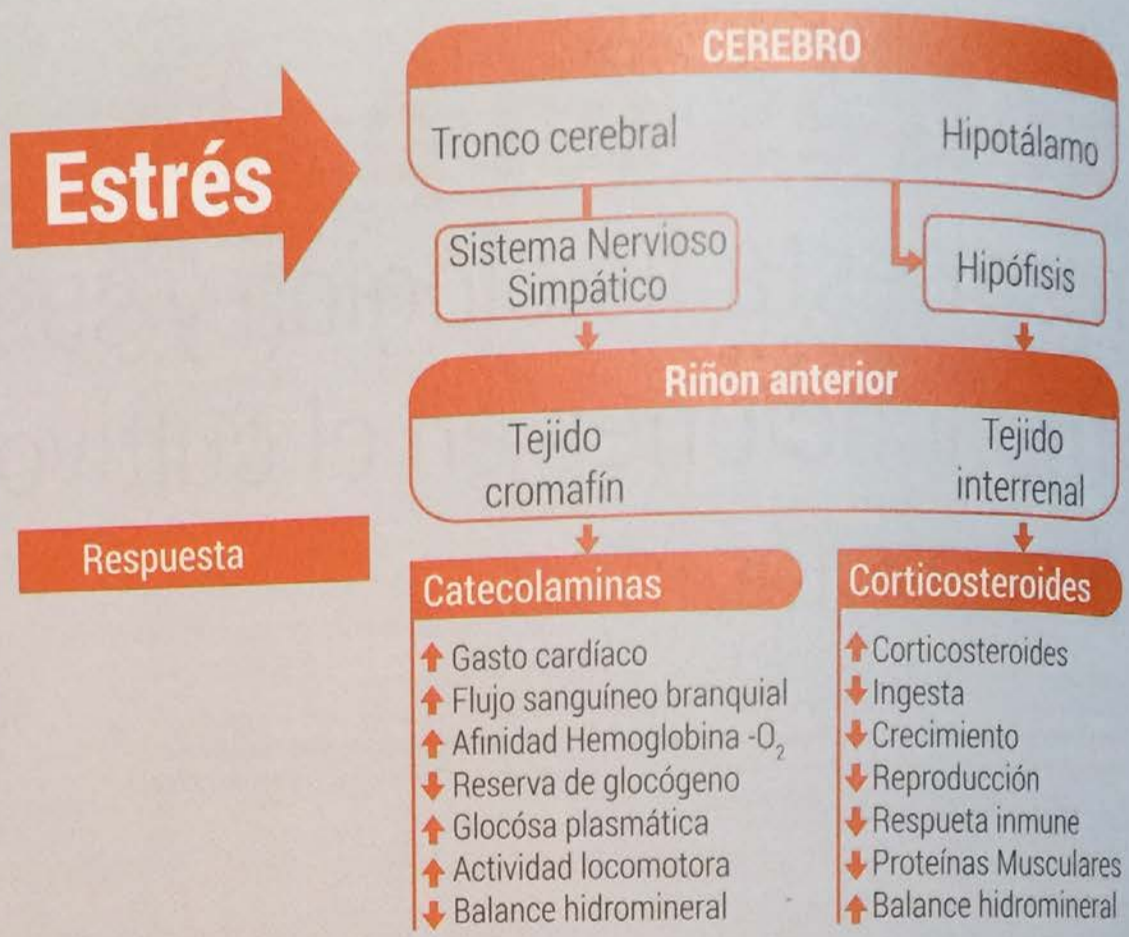 CEREBRO
Estrés
Tronco cerebral
Hipotálamo
Sistema Nervioso
Simpático
Hipófisis
Riñon anterior
Tejido
cromafín
Tejido
interrenal
Respuesta
Catecolaminas
Gasto cardíaco
Flujo sanguíneo branquial
Afinidad Hemoglobina -O₂
Reserva de glocógeno
Glocósa plasmática
Actividad locomotora
Balance hidromineral
Corticosteroides
Corticosteroides
Ingesta
Crecimiento
Reproducción
Respueta inmune
Proteínas Musculares
Balance hidromineral